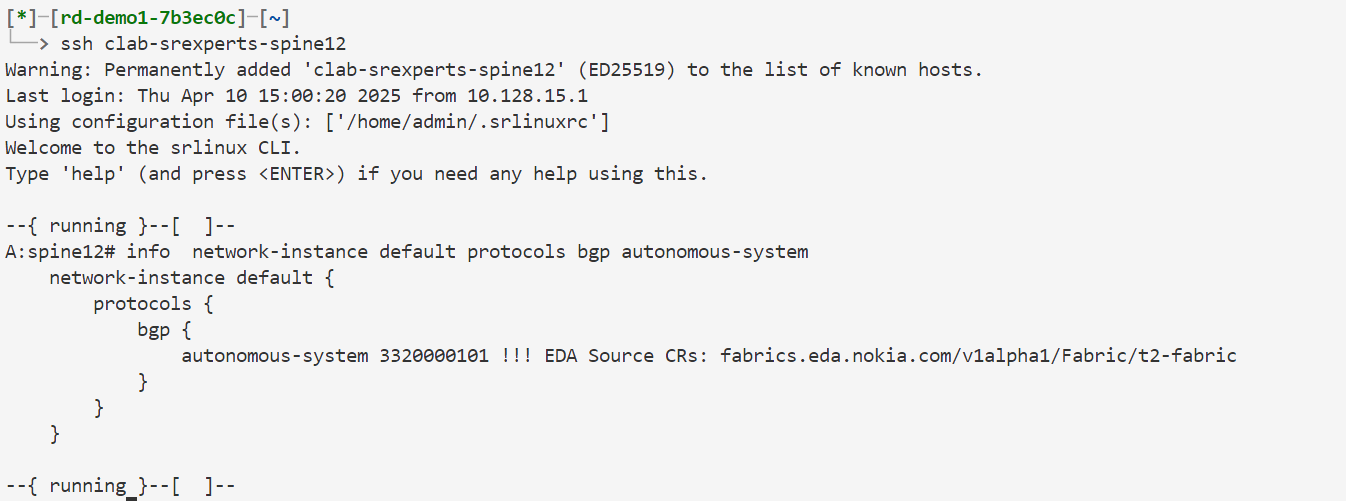 [*]─[rd-demo1-7b3ec0c]─[~]
└──> ssh clab-srexperts-spine12
Warning: Permanently added 'clab-srexperts-spine12' (ED25519) to the list of known hosts.
Last login: Thu Apr 10 15:00:20 2025 from 10.128.15.1
Using configuration file(s): ['/home/admin/.srlinuxrc']
Welcome to the srlinux CLI.
Type 'help' (and press <ENTER>) if you need any help using this.

--{ running }--[  ]--
A:spine12# info  network-instance default protocols bgp autonomous-system
    network-instance default {
        protocols {
            bgp {
                autonomous-system 3320000101 !!! EDA Source CRs: fabrics.eda.nokia.com/v1alpha1/Fabric/t2-fabric
            }
        }
    }

--{ running }--[  ]--